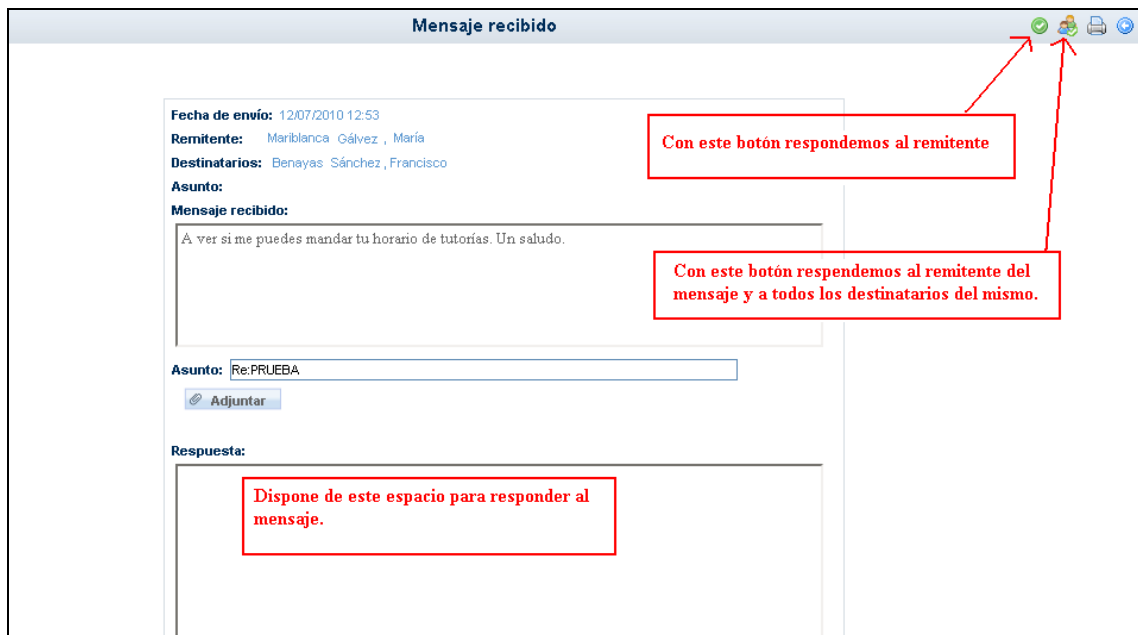 Mensaje recibido
Fecha de envío: 12/07/2010 12:53
Remitente: Mariblanca Gálvez , María
Con este botón respondemos al remitente
Destinatarios: Benayas Sánchez , Francisco
Asunto:
Mensaje recibido:
A ver si me puedes mandar tu horario de tutorías. Un saludo.
Con este botón respendemos al remitente del
mensaje y a todos los destinatarios del mismo.
Asunto: Re:PRUEBA
Adjuntar
Respuesta:
Dispone de este espacio para responder al
mensaje.